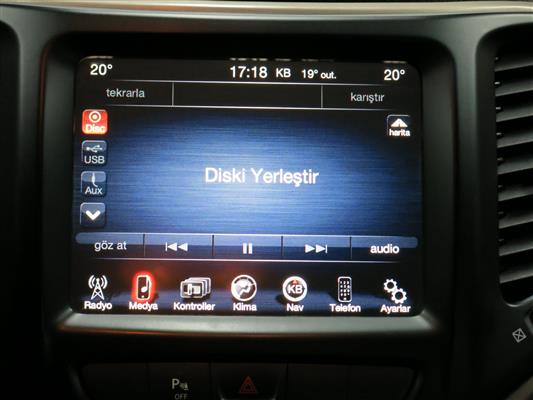 20° 17:18 KB 19° out. 20°
tekrarla karıştır
Disc
harita
USB
Diski Yerleştir
Aux
göz at audio
KB
Radyo Medya Kontroller Klima Nav Telefon Ayarlar
P
OFF